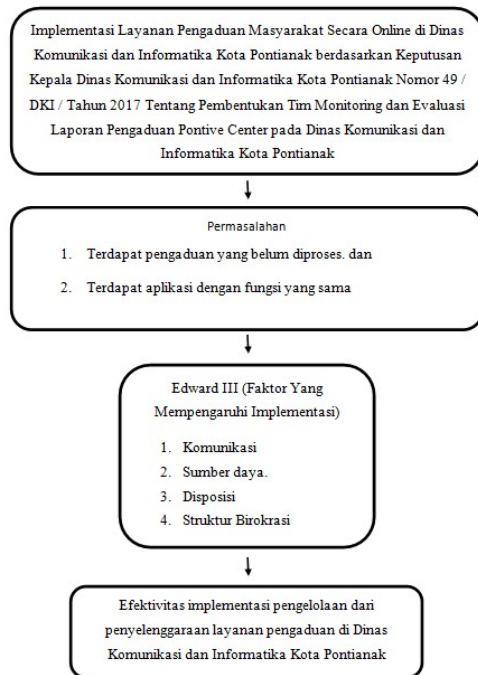 Implementasi Layanan Pengaduan Masyarakat Secara Online di Dinas
Komunikasi dan Informatika Kota Pontianak berdasarkan Keputusan
Kepala Dinas Komunikasi dan Informatika Kota Pontianak Nomor 49 /
DKI / Tahun 2017 Tentang Pembentukan Tim Monitoring dan Evaluasi
Laporan Pengaduan Pontive Center pada Dinas Komunikasi dan
Informatika Kota Pontianak
Permasalahan
1. Terdapat pengaduan yang belum diproses. dan
2. Terdapat aplikasi dengan fungsi yang sama
Edward III (Faktor Yang
Mempengaruhi Implementasi)
1. Komunikasi
2. Sumber daya.
3. Disposisi
4. Struktur Birokrasi
Efektivitas implementasi pengelolaan dari
penyelenggaraan layanan pengaduan di Dinas
Komunikasi dan Informatika Kota Pontianak